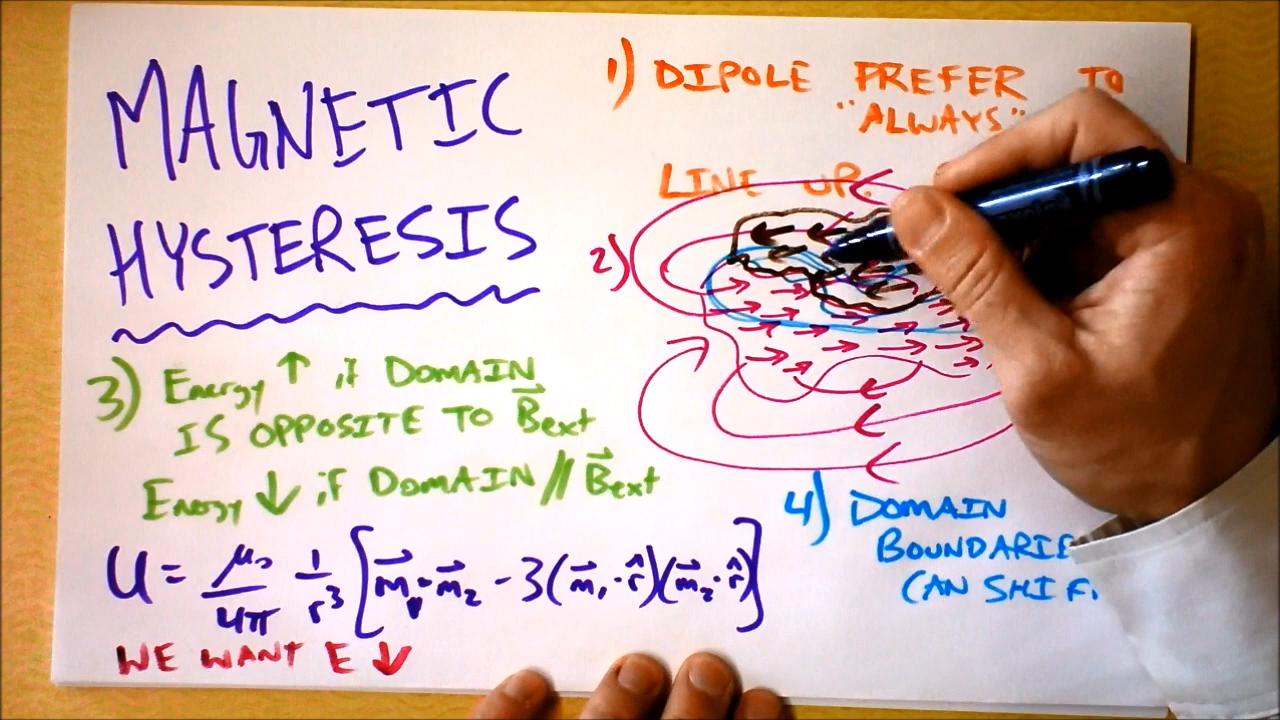 MAGNETIC
HYSTERESIS
1) DIPOLE PREFER TO
"ALWAYS"
LINE UP.
2)
3) Energy ↑ if DOMAIN
IS OPPOSITE TO B⃗ext
Energy ↓ if DOMAIN // B⃗ext
U = μ₀/4π 1/r³ [m⃗₁·m⃗₂ - 3(m⃗₁·r̂)(m⃗₂·r̂)]
WE WANT E ↓
4) DOMAIN
BOUNDARIE
CAN SHIF